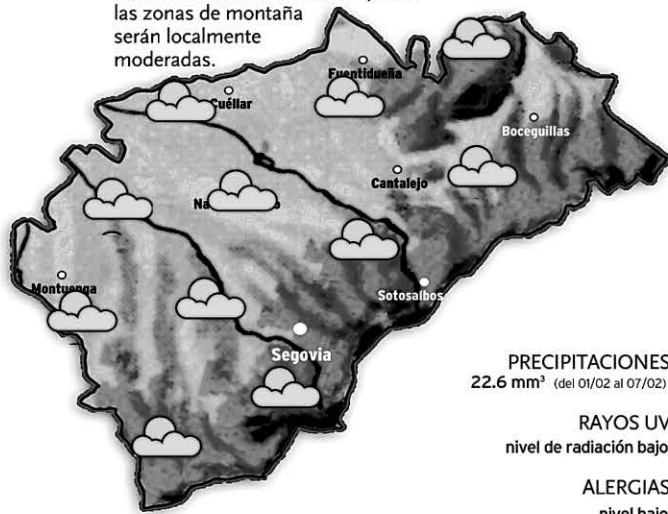 las zonas de montaña
serán localmente
moderadas.
Fuentidueña
Cuéllar
Boceguillas
Cantalejo
Montuenga
Sotosalbos
Segovia
PRECIPITACIONES
22.6 mm³ (del 01/02 al 07/02)
RAYOS UV
nivel de radiación bajo
ALERGIAS
nivel bajo